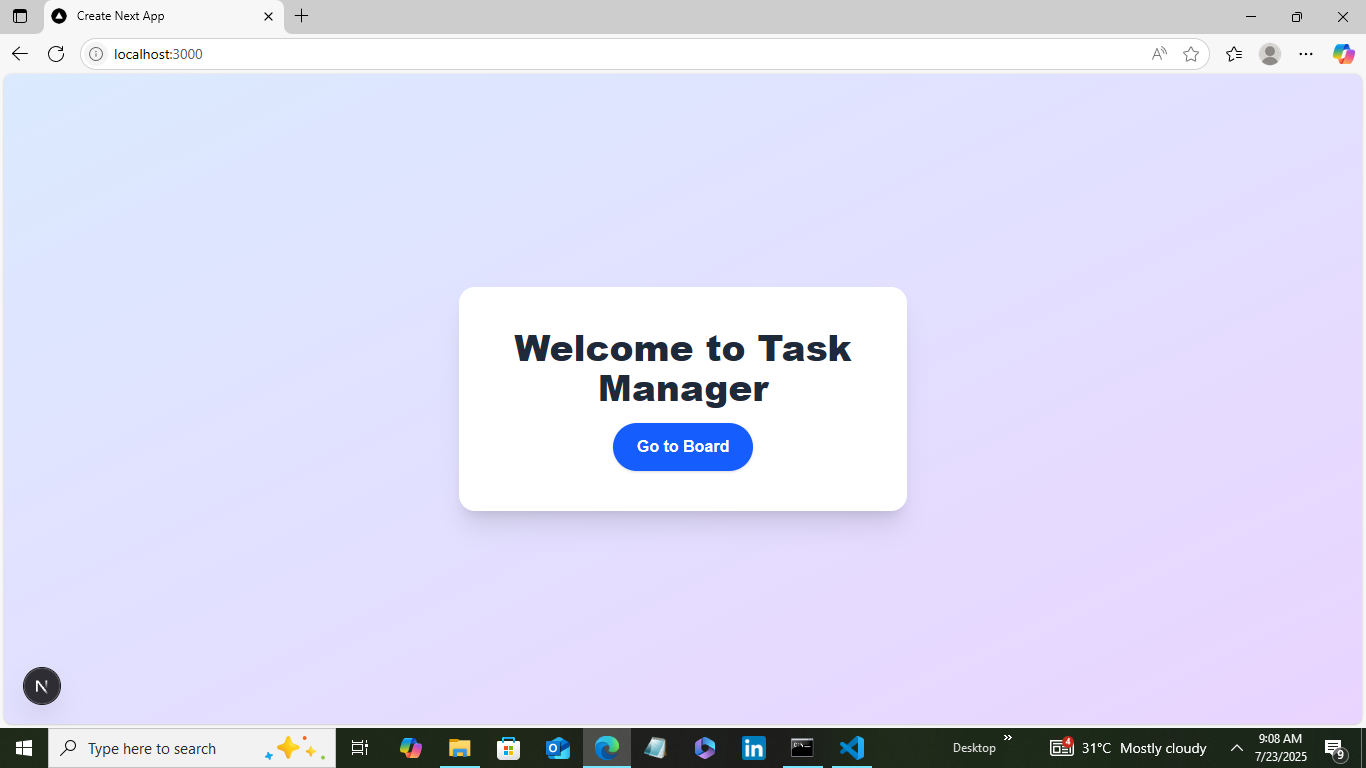 Create Next App
localhost:3000
Welcome to Task
Manager
Go to Board
N
Type here to search
Desktop
4
31°C Mostly cloudy
9:08 AM
7/23/2025
9